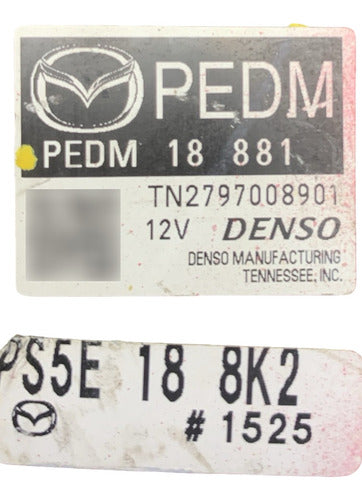 PEDM
PEDM 18 881
TN2797008901
12V DENSO
DENSO MANUFACTURING
TENNESSEE, INC.
PS5E 18 8K2
#1525